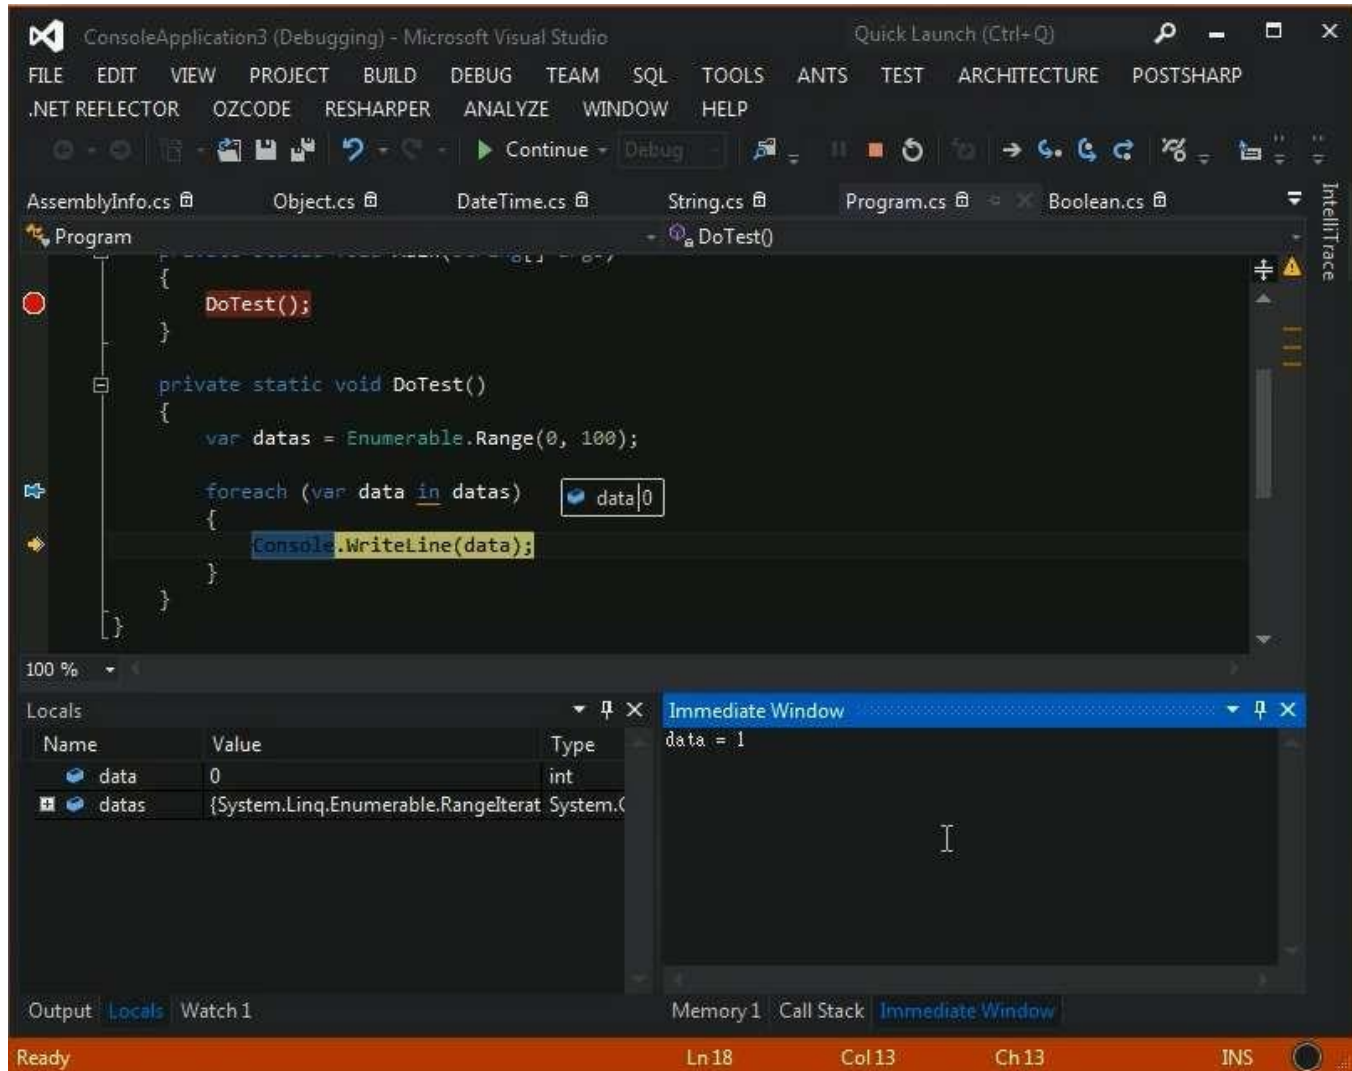 ConsoleApplication3 (Debugging) - Microsoft Visual Studio Quick Launch (Ctrl+Q)
FILE EDIT VIEW PROJECT BUILD DEBUG TEAM SQL TOOLS ANTS TEST ARCHITECTURE POSTSHARP
.NET REFLECTOR OZCODE RESHARPER ANALYZE WINDOW HELP
Continue Debug
AssemblyInfo.cs Object.cs DateTime.cs String.cs Program.cs Boolean.cs
IntelliTrace
Program DoTest()
{
DoTest();
}
private static void DoTest()
{
var datas = Enumerable.Range(0, 100);
foreach (var data in datas) data 0
{
Console.WriteLine(data);
}
}
}
100 %
Locals
Name Value Type
data 0 int
datas {System.Linq.Enumerable.RangeIterat System.C
Output Locals Watch 1
Immediate Window
data = 1
Memory 1 Call Stack Immediate Window
Ready Ln 18 Col 13 Ch 13 INS